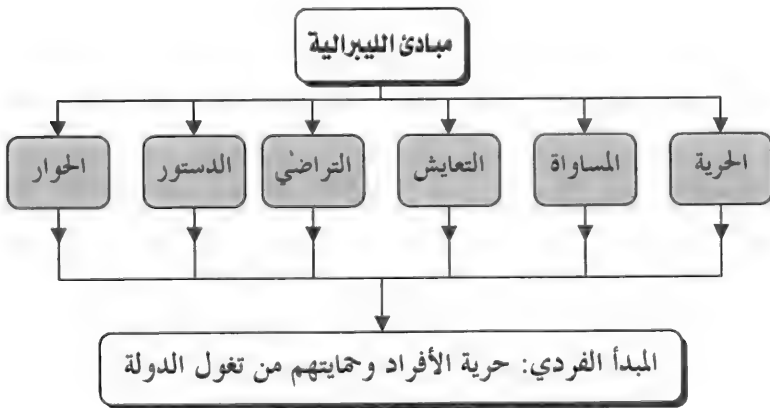 مبادئ الليبرالية
الحرية
المساواة
التعايش
التراضي
الدستور
الحوار
المبدأ الفردي: حرية الأفراد وحمايتهم من تغول الدولة